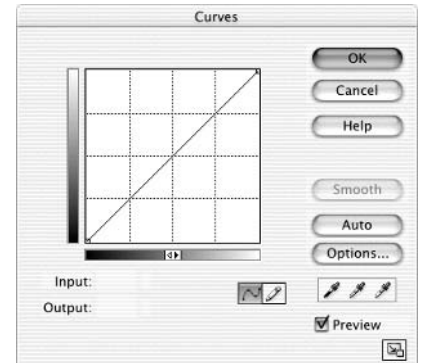 Curves
OK
Cancel
Help
Smooth
Auto
Options...
Input:
Output:
Preview